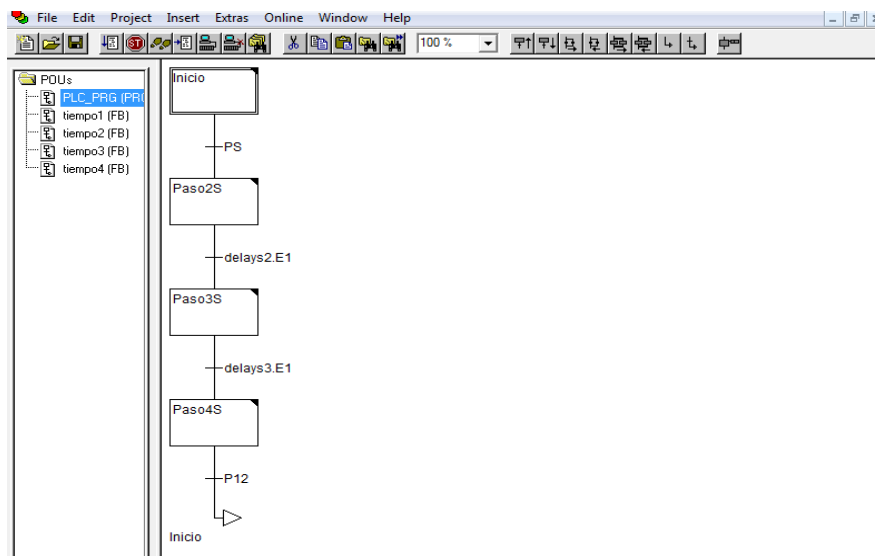 File Edit Project Insert Extras Online Window Help
100 %
POUs
PLC_PRG (PRO
tiempo1 (FB)
tiempo2 (FB)
tiempo3 (FB)
tiempo4 (FB)
Inicio
PS
Paso2S
delays2.E1
Paso3S
delays3.E1
Paso4S
P12
Inicio